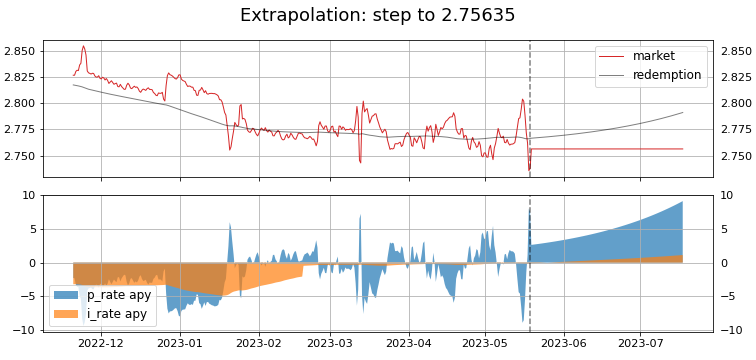 Extrapolation: step to 2.75635
2.850 2.850
2.825 2.825
2.800 2.800
2.775 2.775
2.750 2.750
market
redemption
10 10
5 5
0 0
−5 −5
−10 −10
p_rate apy
i_rate apy
2022-12 2023-01 2023-02 2023-03 2023-04 2023-05 2023-06 2023-07